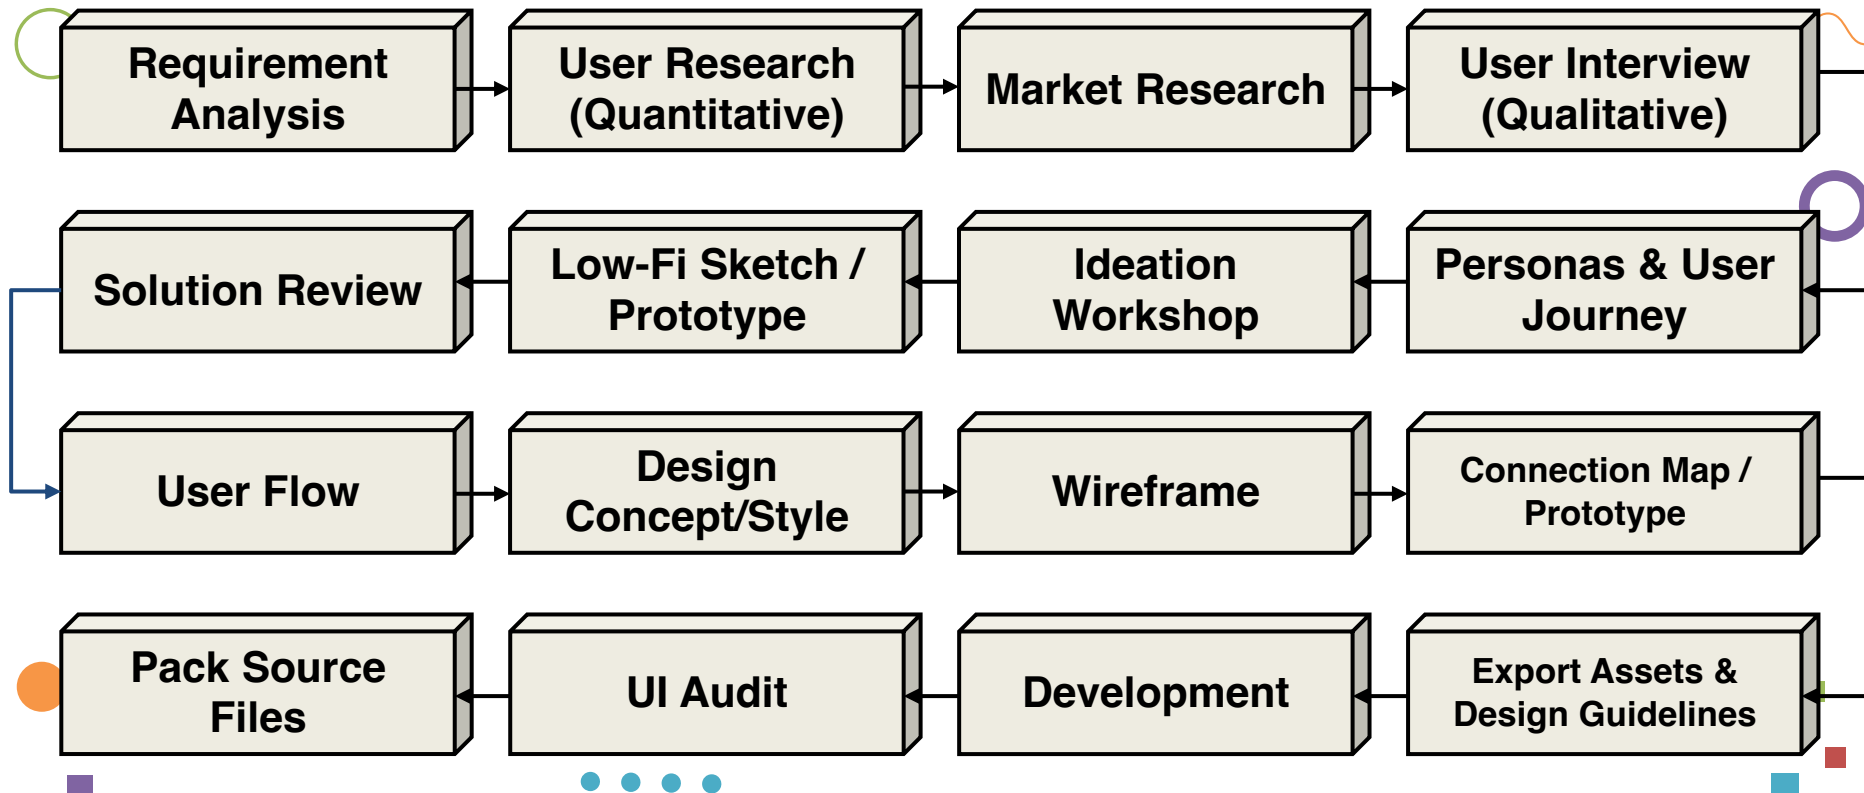 Requirement
Analysis
User Research
(Quantitative)
Market Research
User Interview
(Qualitative)
Solution Review
Low-Fi Sketch /
Prototype
Ideation
Workshop
Personas & User
Journey
User Flow
Design
Concept/Style
Wireframe
Connection Map /
Prototype
Pack Source
Files
UI Audit
Development
Export Assets &
Design Guidelines